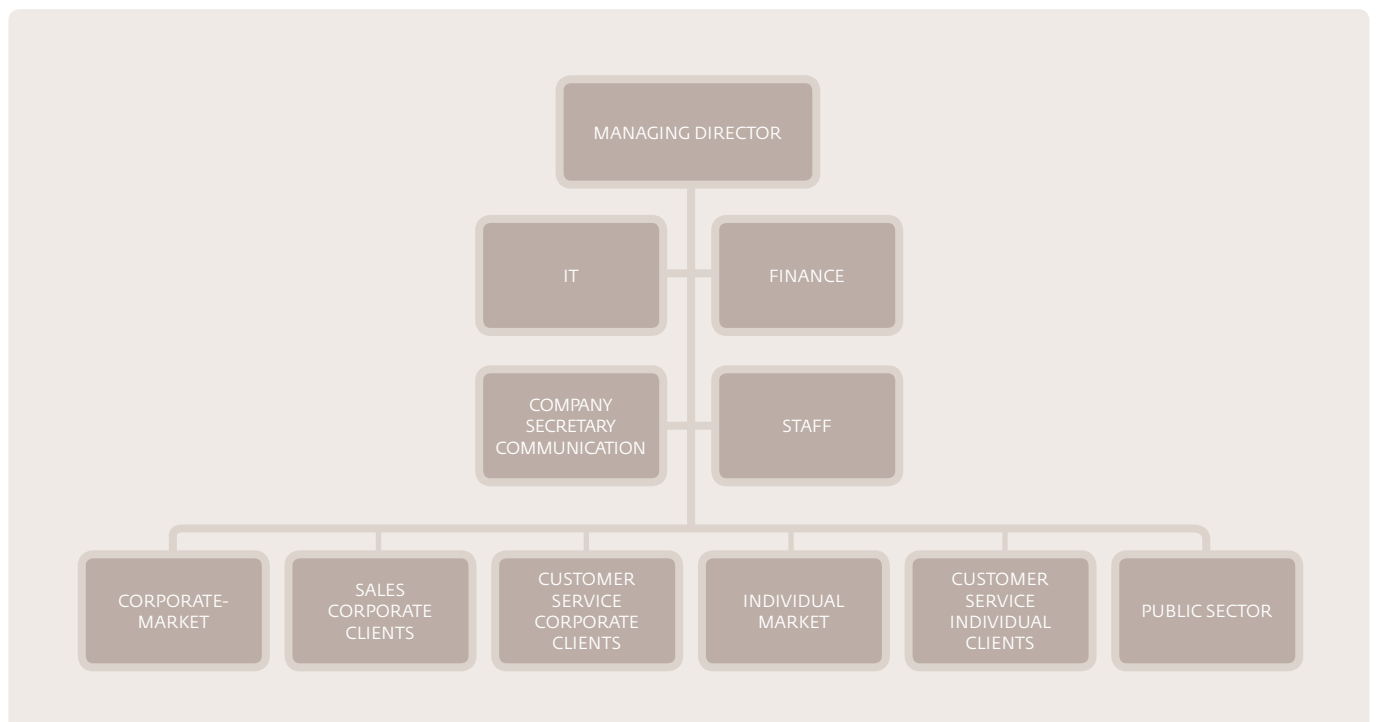 MANAGING DIRECTOR
IT
FINANCE
COMPANY
SECRETARY
COMMUNICATION
STAFF
CORPORATE-
MARKET
SALES
CORPORATE
CLIENTS
CUSTOMER
SERVICE
CORPORATE
CLIENTS
INDIVIDUAL
MARKET
CUSTOMER
SERVICE
INDIVIDUAL
CLIENTS
PUBLIC SECTOR